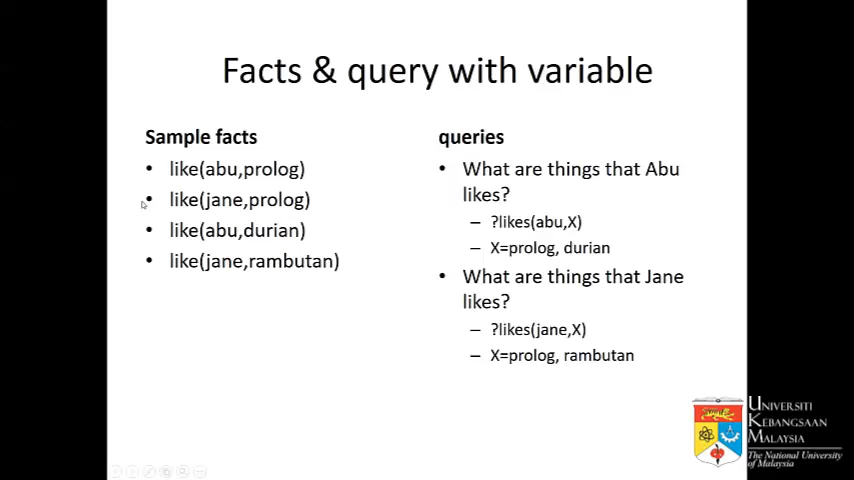 Facts & query with variable
Sample facts
• like(abu,prolog)
• like(jane,prolog)
• like(abu,durian)
• like(jane,rambutan)
queries
• What are things that Abu
likes?
– ?likes(abu,X)
– X=prolog, durian
• What are things that Jane
likes?
– ?likes(jane,X)
– X=prolog, rambutan
UNIVERSITI
KEBANGSAAN
MALAYSIA
The National University
of Malaysia